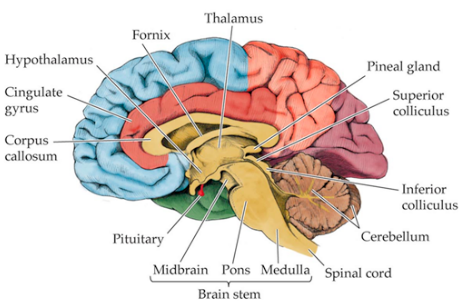 Thalamus
Fornix
Hypothalamus
Pineal gland
Cingulate
gyrus
Superior
colliculus
Corpus
callosum
Inferior
colliculus
Pituitary
Cerebellum
Midbrain Pons Medulla
Spinal cord
Brain stem